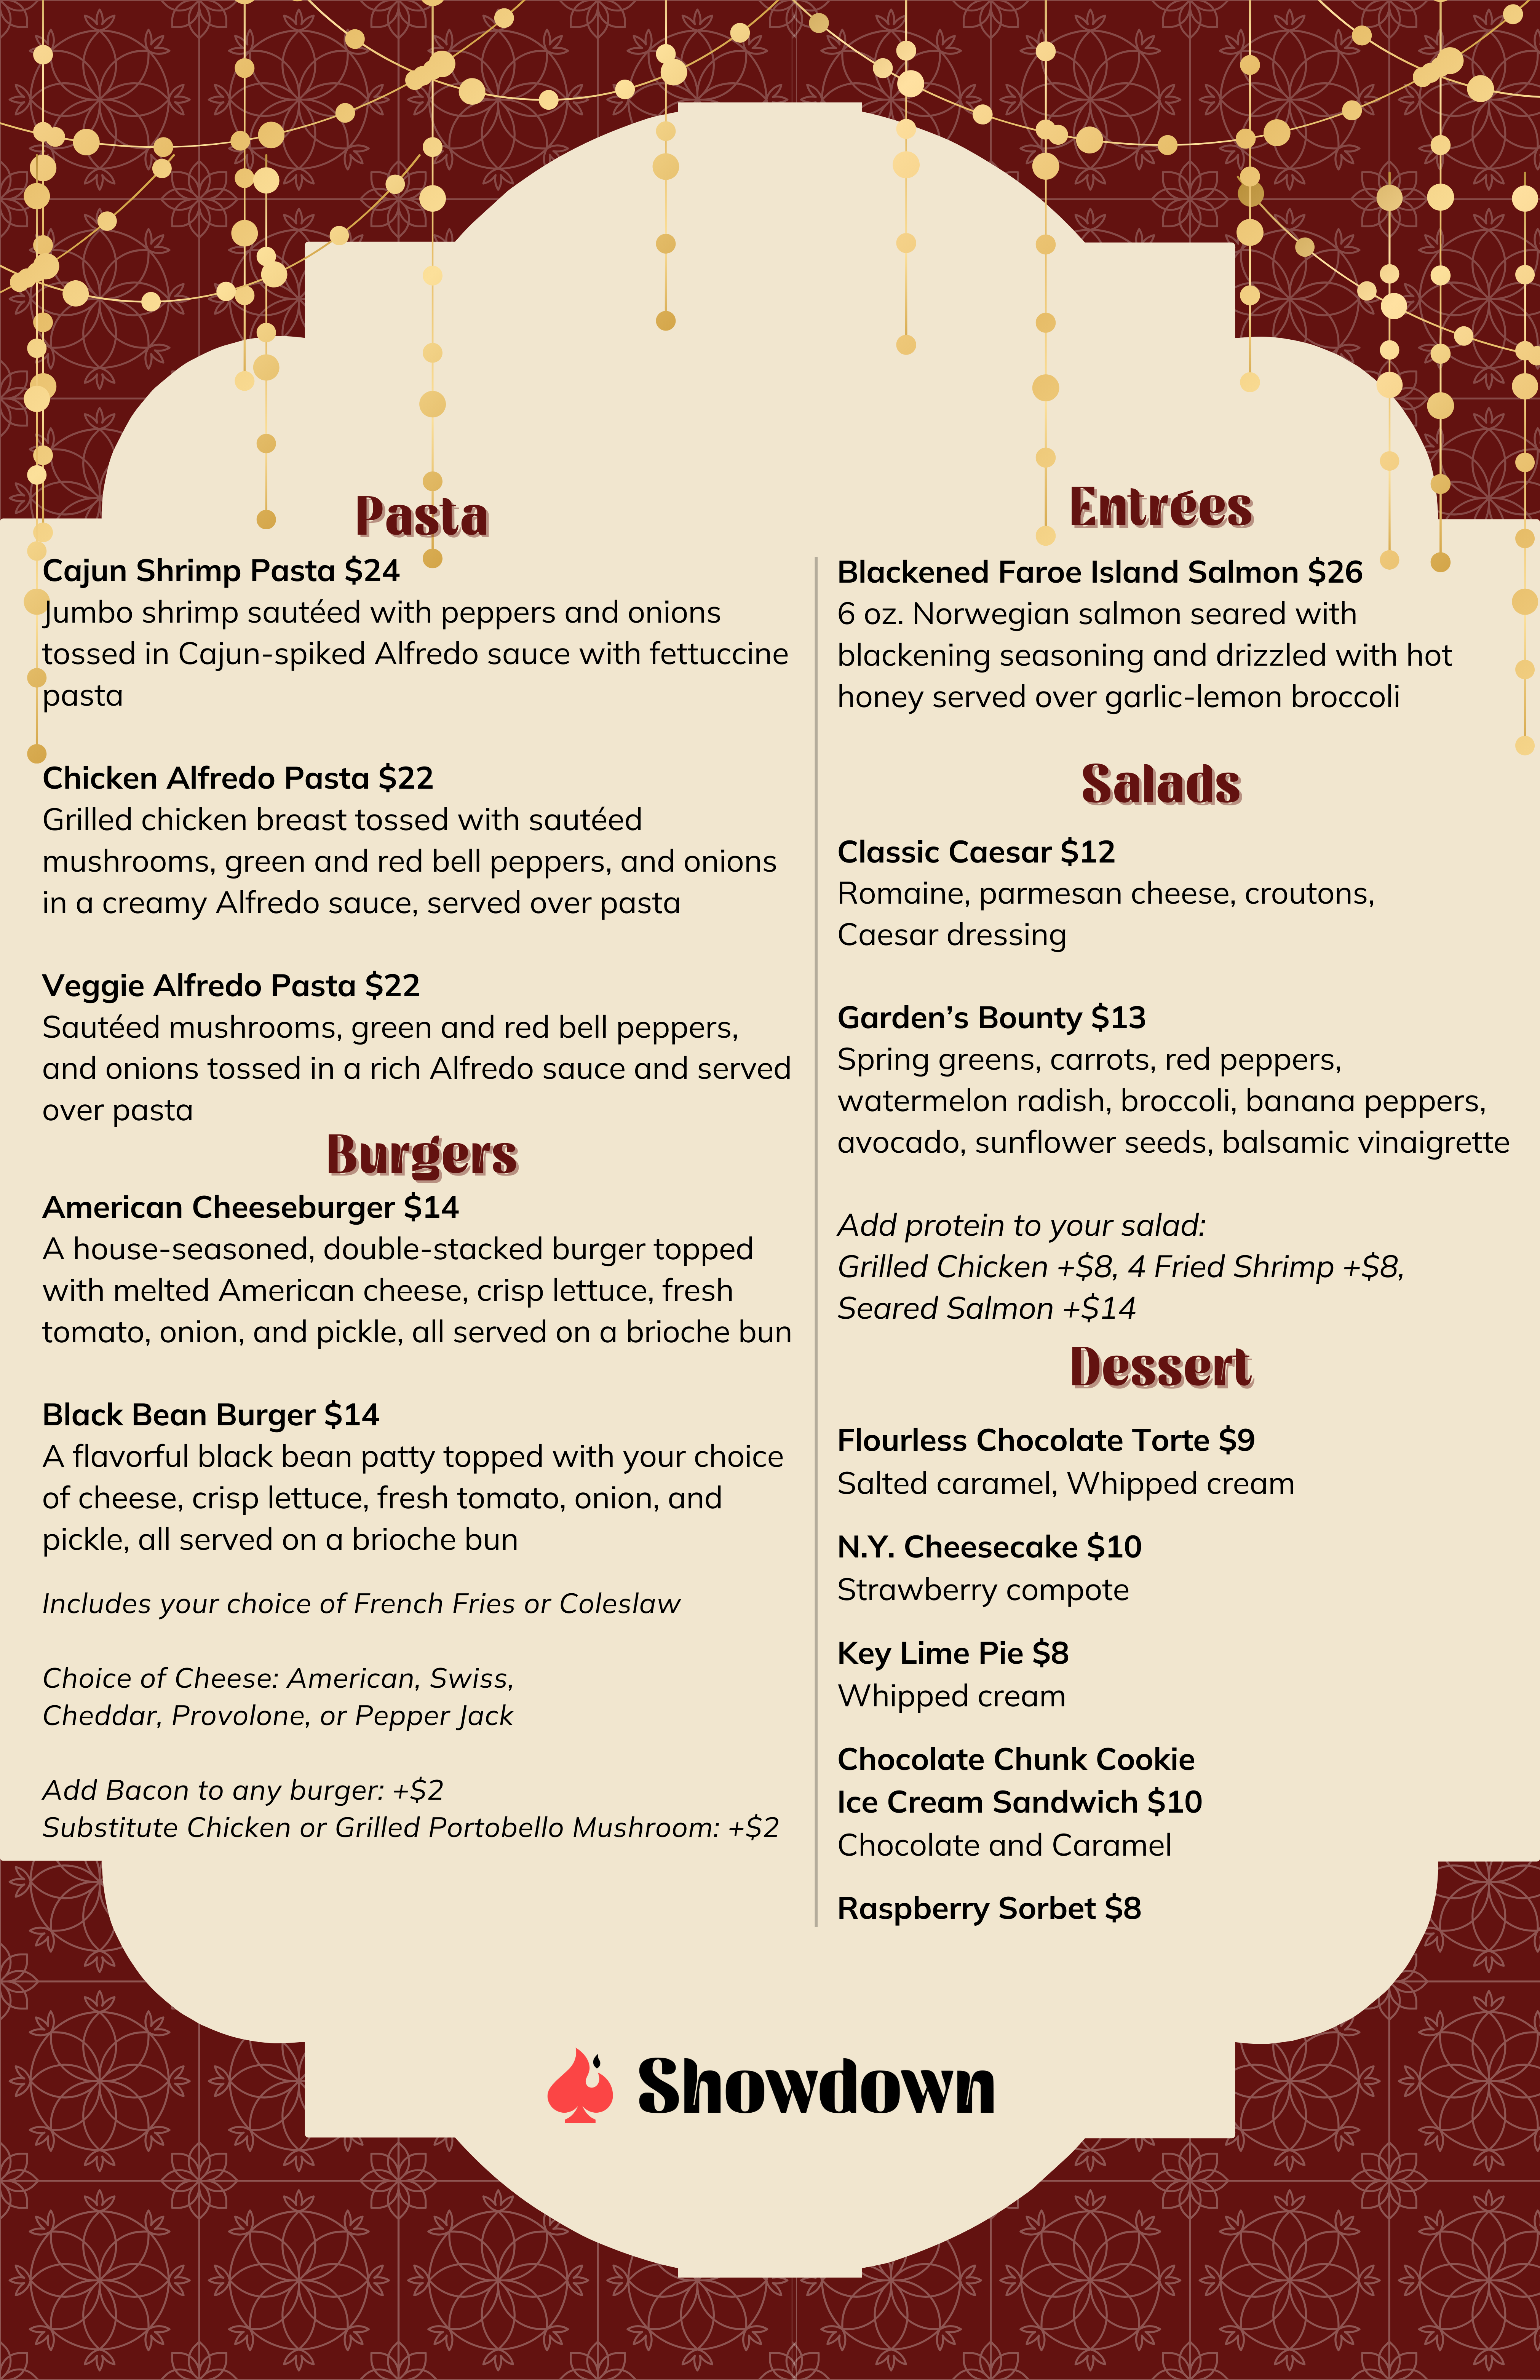 Pasta
Cajun Shrimp Pasta $24
Jumbo shrimp sautéed with peppers and onions
tossed in Cajun-spiked Alfredo sauce with fettuccine
pasta
Chicken Alfredo Pasta $22
Grilled chicken breast tossed with sautéed
mushrooms, green and red bell peppers, and onions
in a creamy Alfredo sauce, served over pasta
Veggie Alfredo Pasta $22
Sautéed mushrooms, green and red bell peppers,
and onions tossed in a rich Alfredo sauce and served
over pasta
Burgers
American Cheeseburger $14
A house-seasoned, double-stacked burger topped
with melted American cheese, crisp lettuce, fresh
tomato, onion, and pickle, all served on a brioche bun
Black Bean Burger $14
A flavorful black bean patty topped with your choice
of cheese, crisp lettuce, fresh tomato, onion, and
pickle, all served on a brioche bun
Includes your choice of French Fries or Coleslaw
Choice of Cheese: American, Swiss,
Cheddar, Provolone, or Pepper Jack
Add Bacon to any burger: +$2
Substitute Chicken or Grilled Portobello Mushroom: +$2
Entrées
Blackened Faroe Island Salmon $26
6 oz. Norwegian salmon seared with
blackening seasoning and drizzled with hot
honey served over garlic-lemon broccoli
Salads
Classic Caesar $12
Romaine, parmesan cheese, croutons,
Caesar dressing
Garden’s Bounty $13
Spring greens, carrots, red peppers,
watermelon radish, broccoli, banana peppers,
avocado, sunflower seeds, balsamic vinaigrette
Add protein to your salad:
Grilled Chicken +$8, 4 Fried Shrimp +$8,
Seared Salmon +$14
Dessert
Flourless Chocolate Torte $9
Salted caramel, Whipped cream
N.Y. Cheesecake $10
Strawberry compote
Key Lime Pie $8
Whipped cream
Chocolate Chunk Cookie
Ice Cream Sandwich $10
Chocolate and Caramel
Raspberry Sorbet $8
Showdown